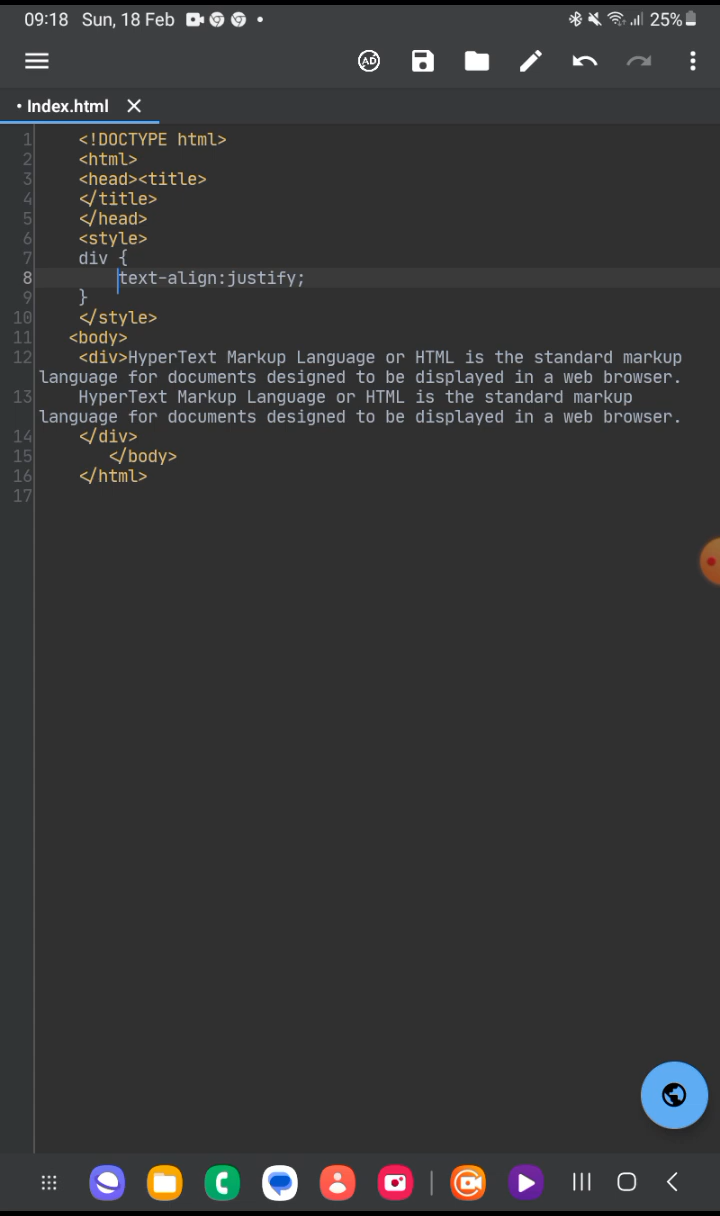 09:18 Sun, 18 Feb
25%
AD
• Index.html
1 <!DOCTYPE html>
2 <html>
3 <head><title>
4 </title>
5 </head>
6 <style>
7 div {
8 text-align:justify;
9 }
10 </style>
11 <body>
12 <div>HyperText Markup Language or HTML is the standard markup
language for documents designed to be displayed in a web browser.
13 HyperText Markup Language or HTML is the standard markup
language for documents designed to be displayed in a web browser.
14 </div>
15 </body>
16 </html>
17